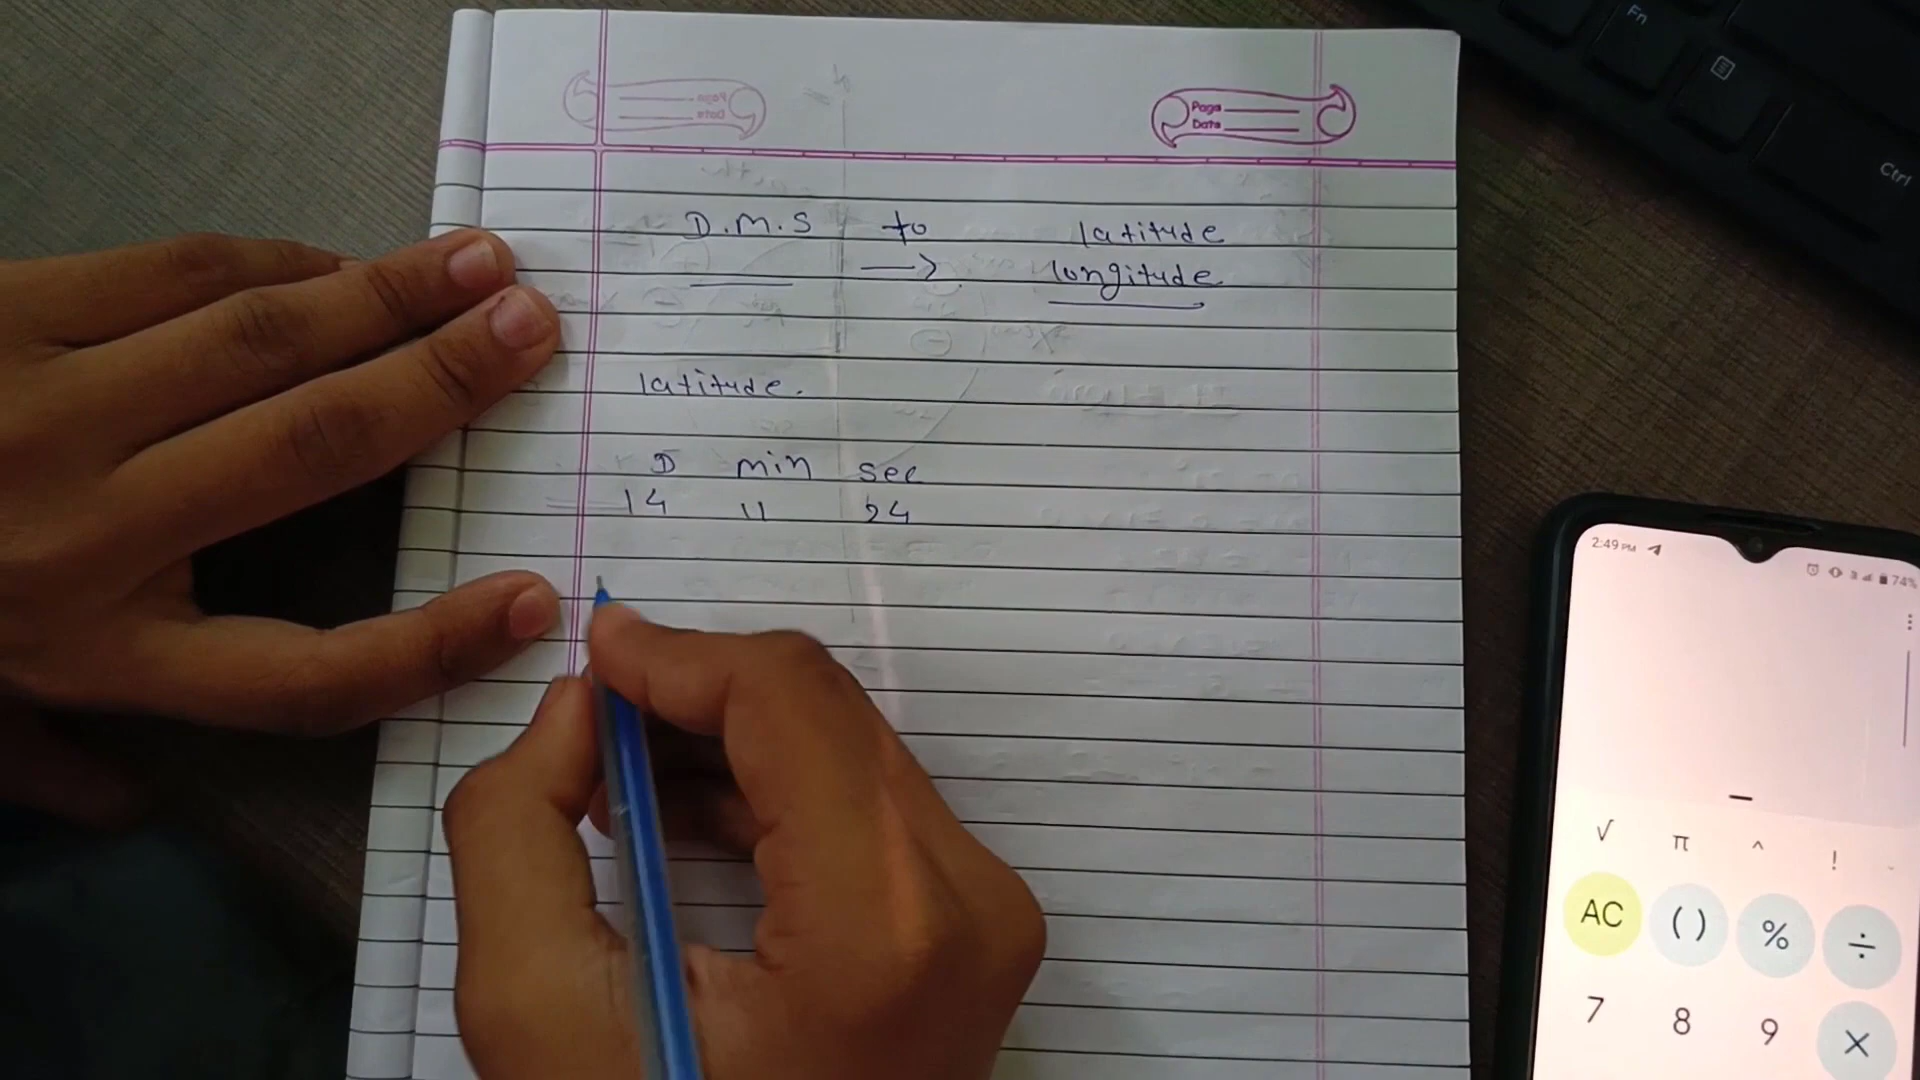 Page
Date
D.M.S to latitude
→ longitude
latitude.
D min sec
14 11 24
Fn
Ctrl
2:49 PM
74%
√ π ^ !
AC ( ) % ÷
7 8 9 ×